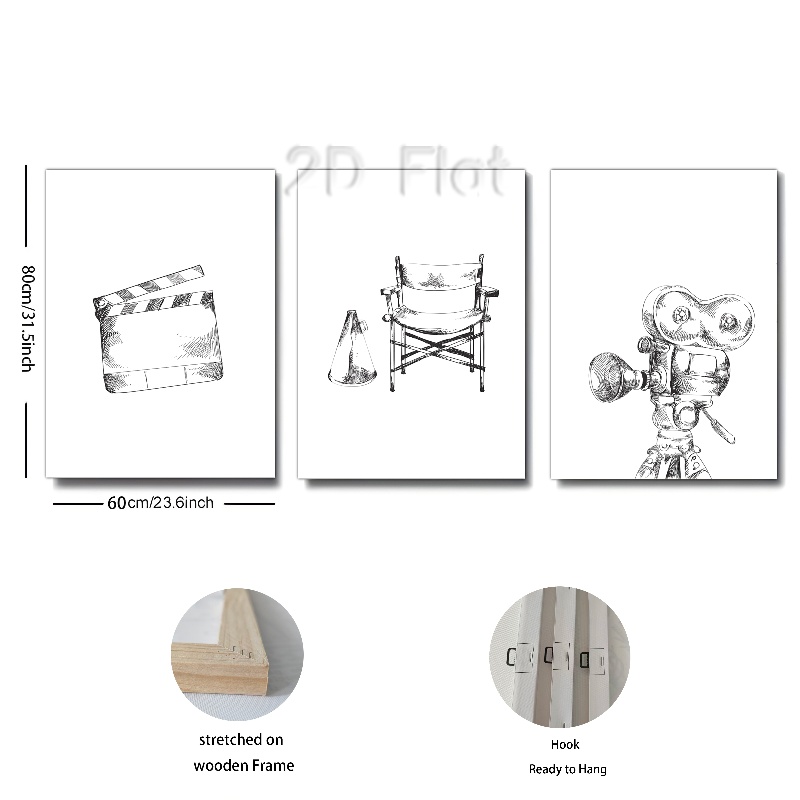 2D Flat
80cm/31.5inch
60cm/23.6inch
stretched on
wooden Frame
Hook
Ready to Hang